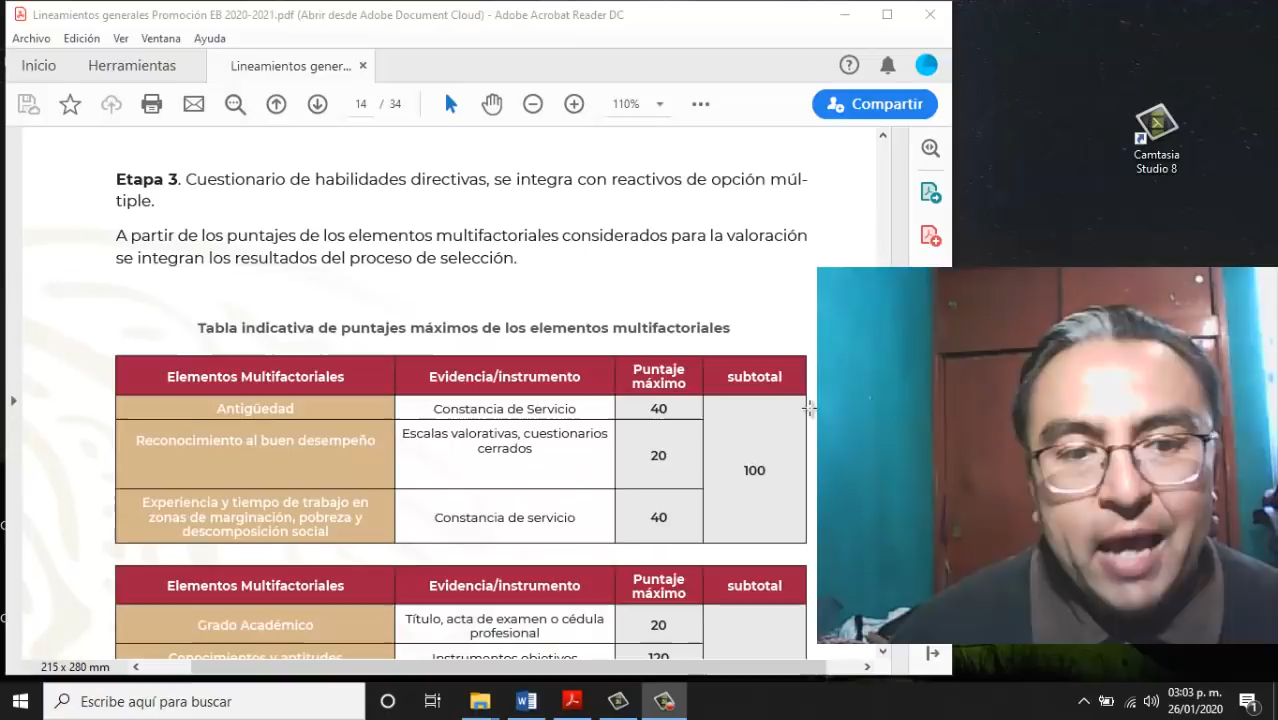 Lineamientos generales Promoción EB 2020-2021.pdf (Abrir desde Adobe Document Cloud) - Adobe Acrobat Reader DC
Archivo Edición Ver Ventana Ayuda
Inicio Herramientas Lineamientos gener... ×
14 / 34 110% Compartir
Camtasia
Studio 8
Etapa 3. Cuestionario de habilidades directivas, se integra con reactivos de opción múl-
tiple.
A partir de los puntajes de los elementos multifactoriales considerados para la valoración
se integran los resultados del proceso de selección.
Tabla indicativa de puntajes máximos de los elementos multifactoriales
Elementos Multifactoriales Evidencia/instrumento Puntaje máximo subtotal
Antigüedad Constancia de Servicio 40
Reconocimiento al buen desempeño Escalas valorativas, cuestionarios cerrados 20
100
Experiencia y tiempo de trabajo en
zonas de marginación, pobreza y
descomposición social
Constancia de servicio 40
Elementos Multifactoriales Evidencia/instrumento Puntaje máximo subtotal
Grado Académico Título, acta de examen o cédula profesional 20
Conocimientos y aptitudes Instrumentos objetivos 120
215 x 280 mm
Escribe aquí para buscar
03:03 p. m.
26/01/2020
1